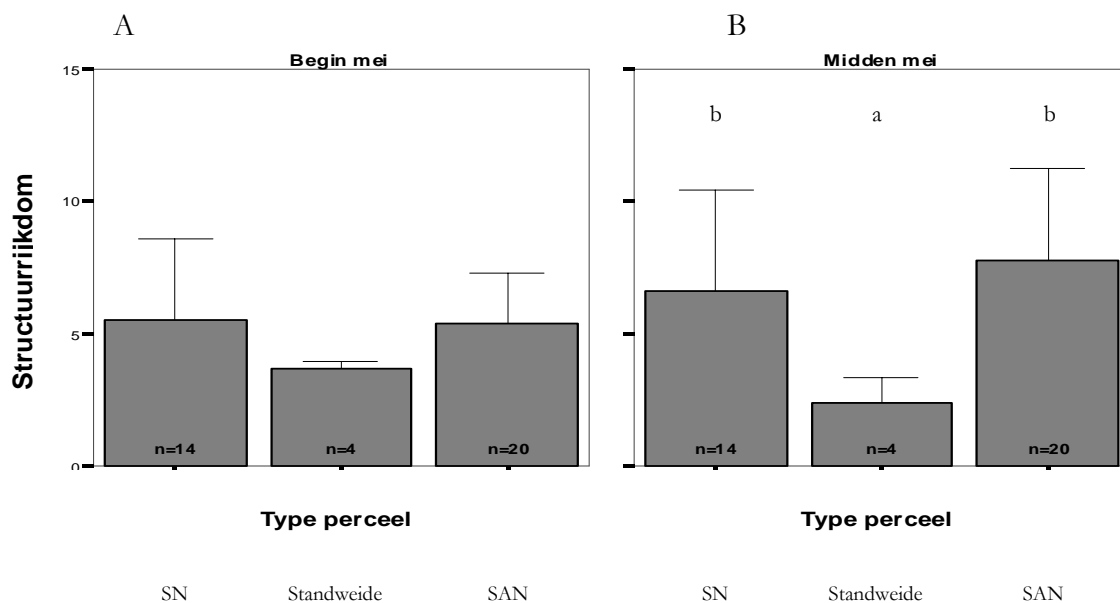 A B
Begin mei Midden mei
15
b a b
10
Structuurrijkdom
5
n=14 n=4 n=20 n=14 n=4 n=20
0
Type perceel Type perceel
SN Standweide SAN SN Standweide SAN